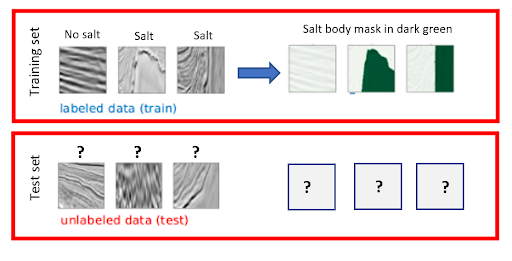 Training set
No salt
Salt
Salt
Salt body mask in dark green
labeled data (train)
Test set
?
?
?
?
?
?
unlabeled data (test)